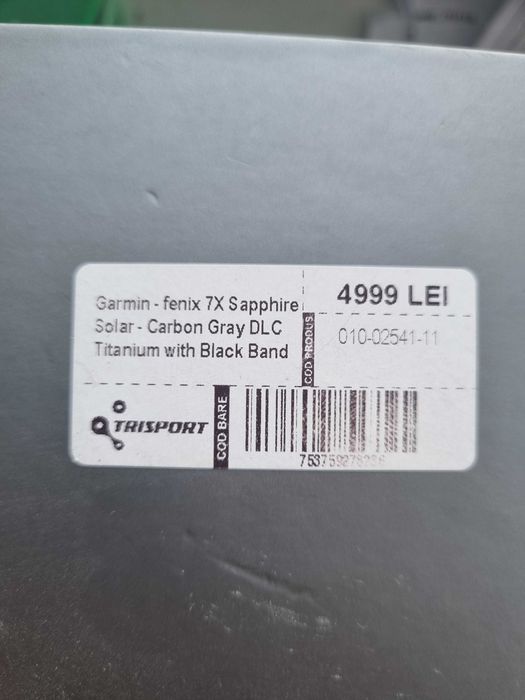 Garmin - fenix 7X Sapphire
Solar - Carbon Gray DLC
Titanium with Black Band
4999 LEI
COD PRODUS
010-02541-11
TRISPORT
COD BARE